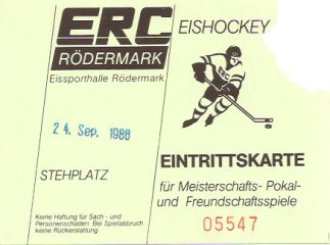 ERC
EISHOCKEY
RÖDERMARK
Eissporthalle Rödermark
ERC
24. Sep. 1988
EINTRITTSKARTE
STEHPLATZ
für Meisterschafts- Pokal-
und Freundschaftsspiele
Keine Haftung für Sach - und
Personenschäden. Bei Spielabbruch
keine Rückerstattung
05547